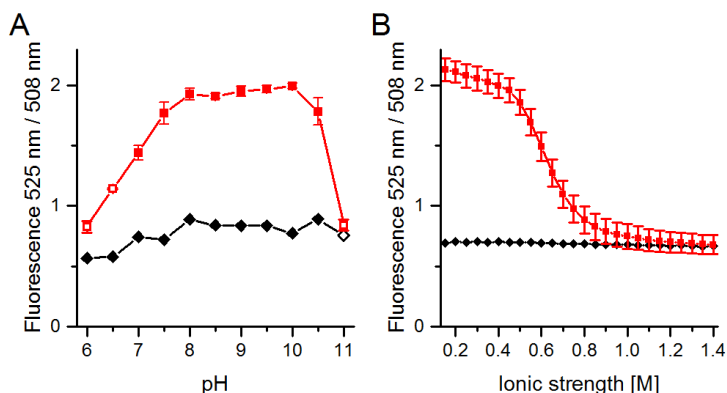 A
Fluorescence 525 nm / 508 nm
2
1
0
6 7 8 9 10 11
pH
B
Fluorescence 525 nm / 508 nm
2
1
0
0.2 0.4 0.6 0.8 1.0 1.2 1.4
Ionic strength [M]